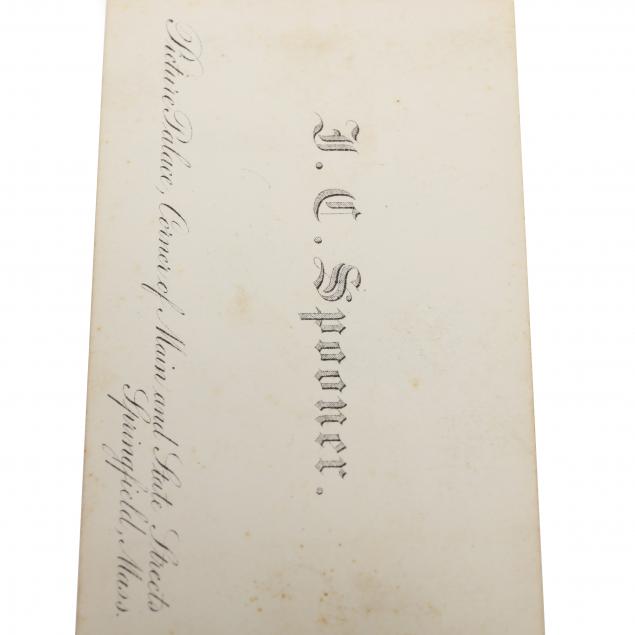 J. C. Spooner.
Picture Palace, Corner of Main and State Streets
Springfield, Mass.